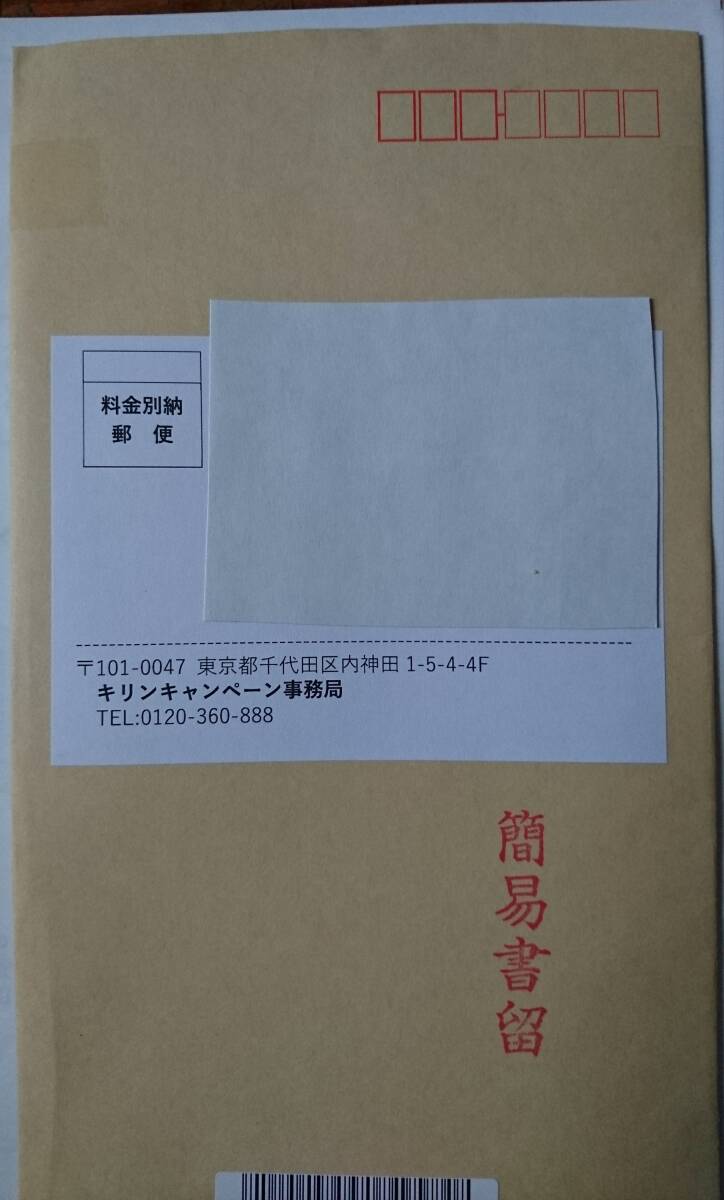 料金別納
郵 便
〒101-0047 東京都千代田区内神田 1-5-4-4F
キリンキャンペーン事務局
TEL:0120-360-888
簡易書留